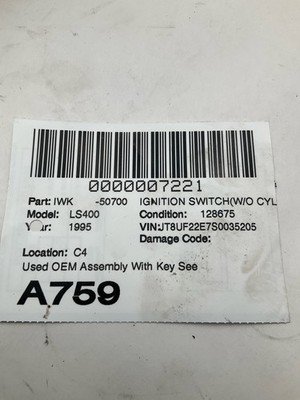 0000007221
Part: IWK -50700 IGNITION SWITCH(W/O CYL
Model: LS400 Condition: 128675
Year: 1995 VIN:JT8UF22E7S0035205
Damage Code:
Location: C4
Used OEM Assembly With Key See
A759